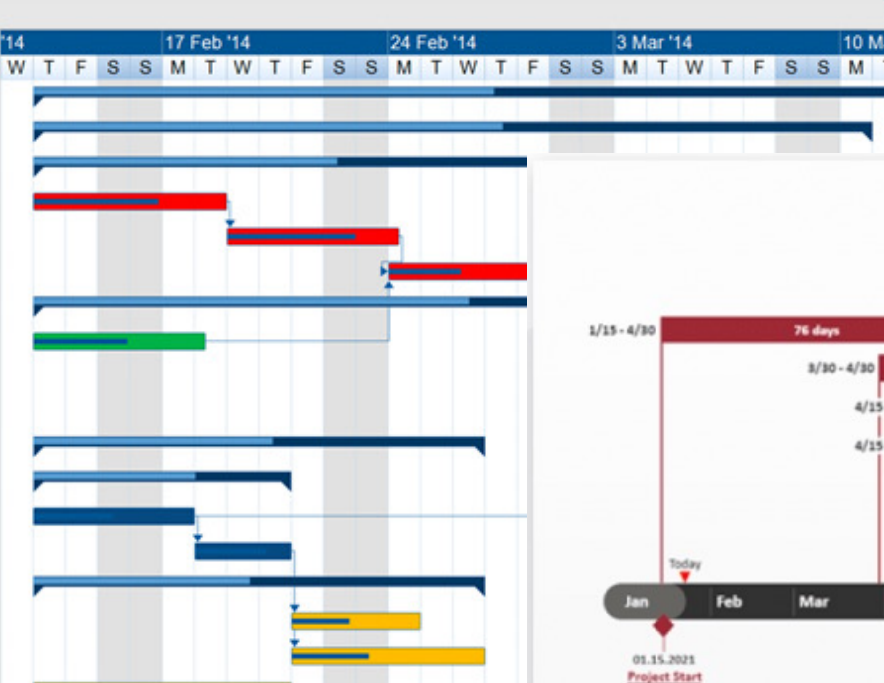 '14 17 Feb '14 24 Feb '14 3 Mar '14 10 M
W T F S S M T W T F S S M T W T F S S M T W T F S S M
1/15 - 4/30 76 days
3/30 - 4/30
4/15
4/15
Today
Jan Feb Mar
01.15.2021
Project Start